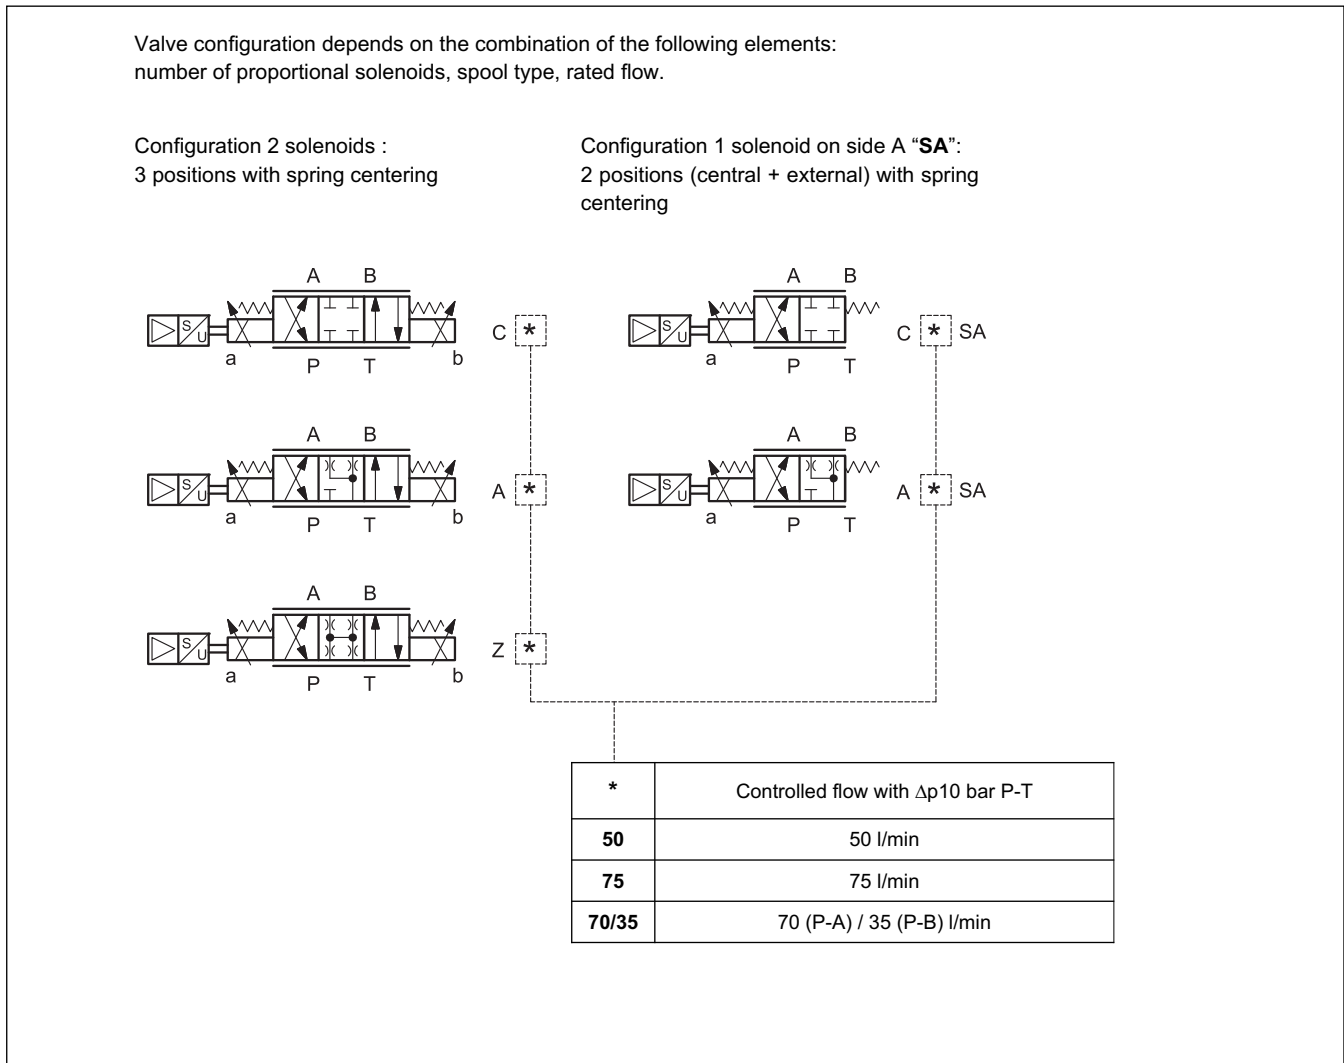 Valve configuration depends on the combination of the following elements:
number of proportional solenoids, spool type, rated flow.
Configuration 2 solenoids :
3 positions with spring centering
Configuration 1 solenoid on side A “SA”:
2 positions (central + external) with spring
centering
A B
S/U
a
P T
b
C *
A B
S/U
a
P T
C * SA
A B
S/U
a
P T
b
A *
A B
S/U
a
P T
A * SA
A B
S/U
a
P T
b
Z *
* Controlled flow with Δp10 bar P-T
50 50 l/min
75 75 l/min
70/35 70 (P-A) / 35 (P-B) l/min